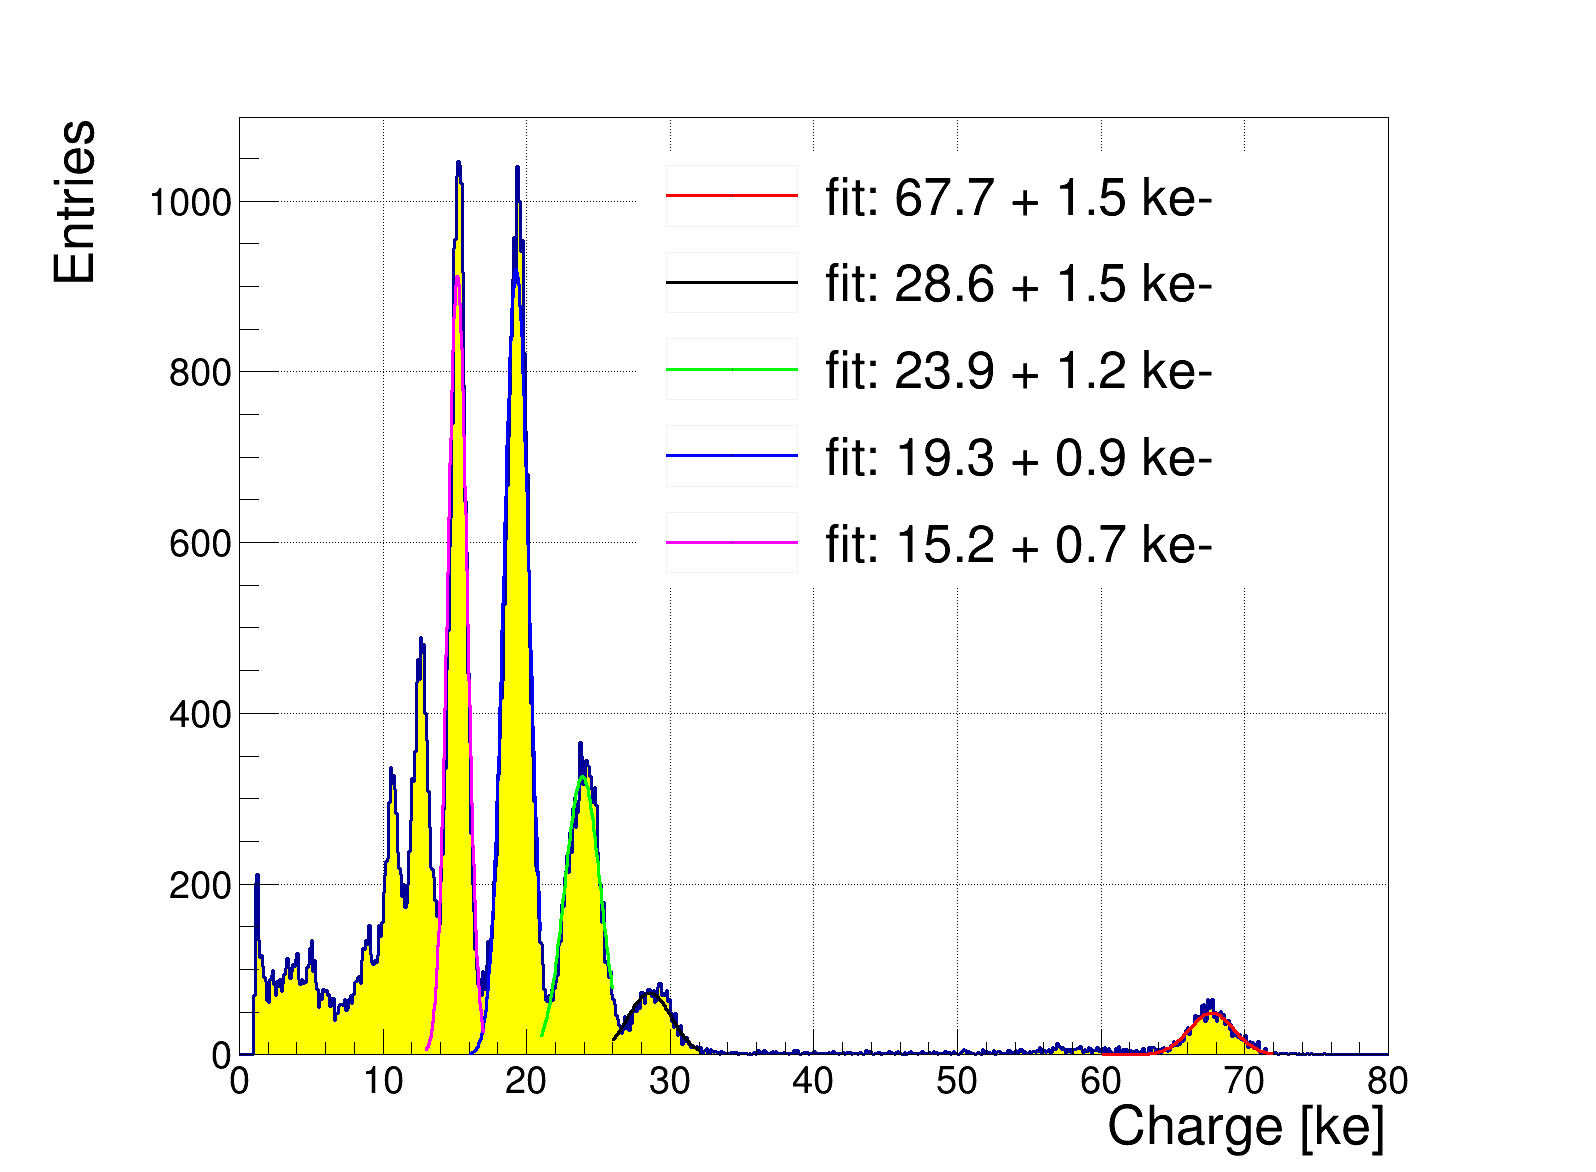 Entries
1000
800
600
400
200
0
fit: 67.7 + 1.5 ke-
fit: 28.6 + 1.5 ke-
fit: 23.9 + 1.2 ke-
fit: 19.3 + 0.9 ke-
fit: 15.2 + 0.7 ke-
0 10 20 30 40 50 60 70 80
Charge [ke]